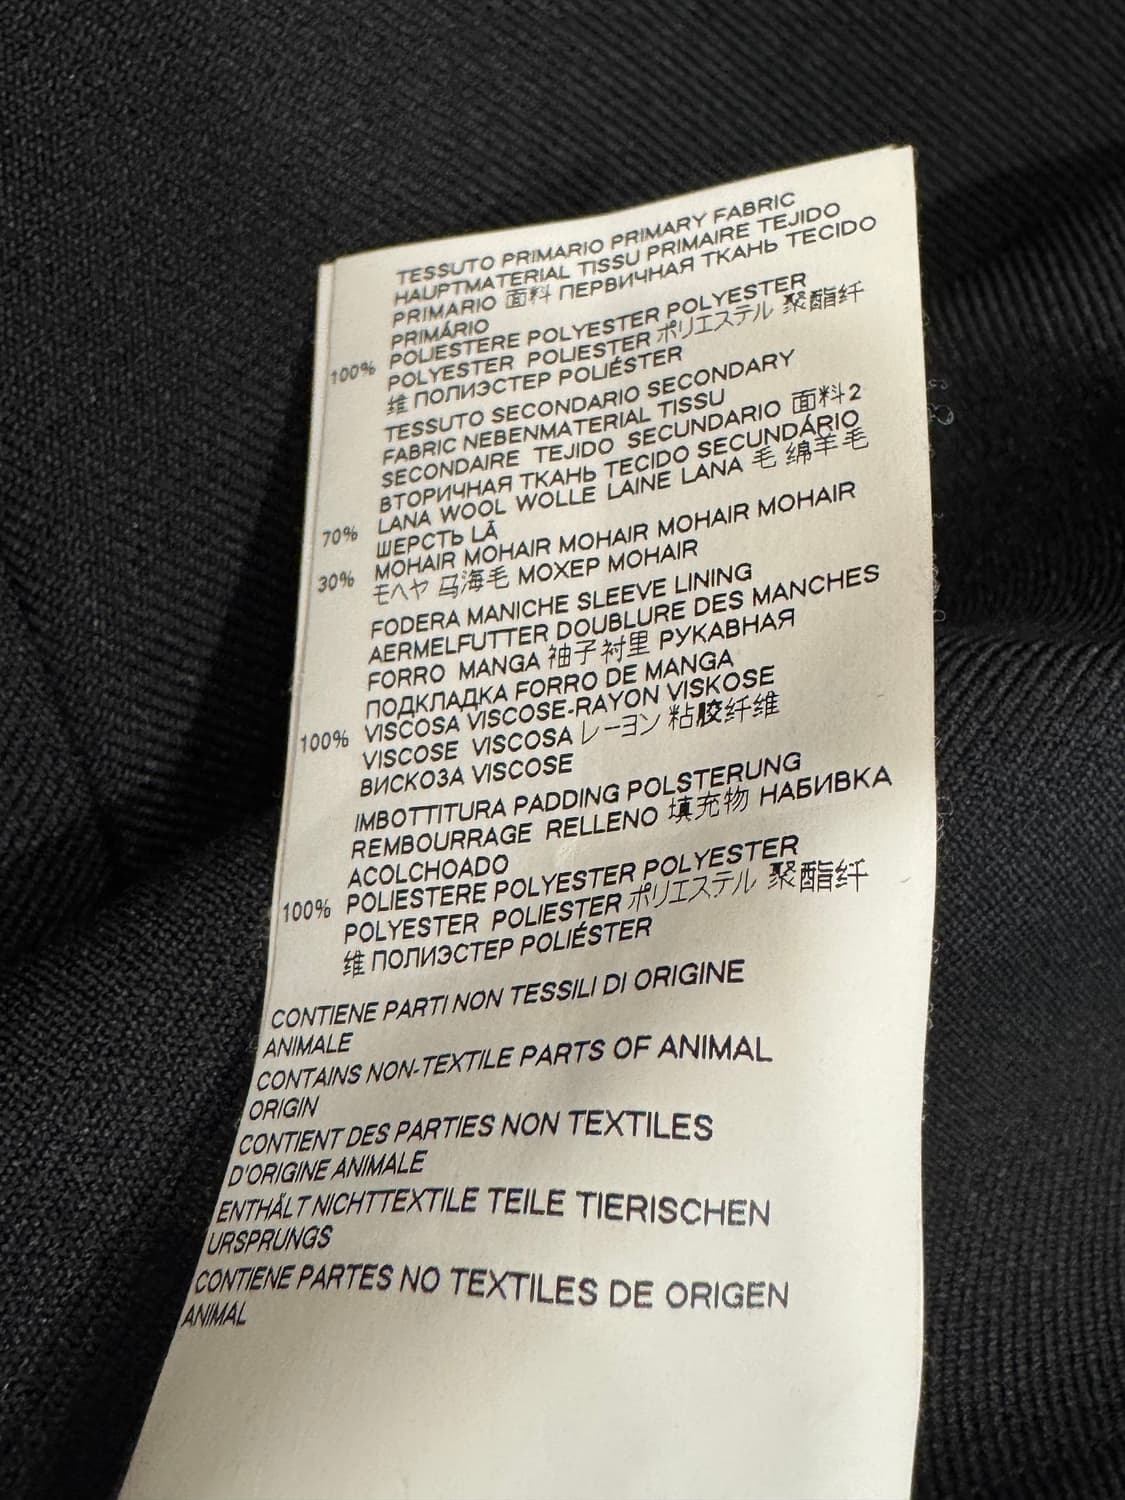 TESSUTO PRIMARIO PRIMARY FABRIC
HAUPTMATERIAL TISSU PRIMAIRE TEJIDO
PRIMARIO 面料 ПЕРВИЧНАЯ ТКАНЬ TECIDO
PRIMÁRIO
100% POLIESTERE POLYESTER POLYESTER
POLYESTER POLIESTER ポリエステル 聚酯纤
维 ПОЛИЭСТЕР POLIÉSTER
TESSUTO SECONDARIO SECONDARY
FABRIC NEBENMATERIAL TISSU
SECONDAIRE TEJIDO SECUNDARIO 面料2
ВТОРИЧНАЯ ТКАНЬ TECIDO SECUNDÁRIO
70% LANA WOOL WOLLE LAINE LANA 毛 绵羊毛
ШЕРСТЬ LÃ
30% MOHAIR MOHAIR MOHAIR MOHAIR MOHAIR
モヘヤ 马海毛 МОХЕР MOHAIR
FODERA MANICHE SLEEVE LINING
AERMELFUTTER DOUBLURE DES MANCHES
FORRO MANGA 袖子衬里 РУКАВНАЯ
ПОДКЛАДКА FORRO DE MANGA
100% VISCOSA VISCOSE-RAYON VISKOSE
VISCOSE VISCOSA レーヨン 粘胶纤维
ВИСКОЗА VISCOSE
IMBOTTITURA PADDING POLSTERUNG
REMBOURRAGE RELLENO 填充物 НАБИВКА
ACOLCHOADO
100% POLIESTERE POLYESTER POLYESTER
POLYESTER POLIESTER ポリエステル 聚酯纤
维 ПОЛИЭСТЕР POLIÉSTER
CONTIENE PARTI NON TESSILI DI ORIGINE
ANIMALE
CONTAINS NON-TEXTILE PARTS OF ANIMAL
ORIGIN
CONTIENT DES PARTIES NON TEXTILES
D'ORIGINE ANIMALE
ENTHÄLT NICHTTEXTILE TEILE TIERISCHEN
URSPRUNGS
CONTIENE PARTES NO TEXTILES DE ORIGEN
ANIMAL